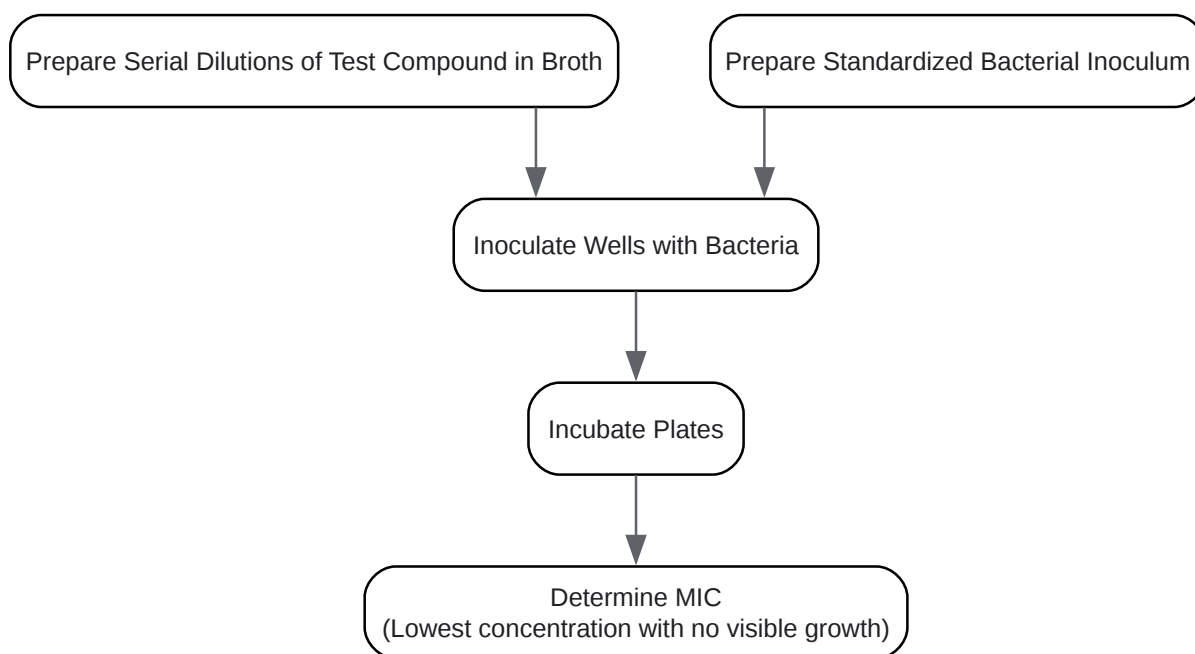 Prepare Serial Dilutions of Test Compound in Broth
Prepare Standardized Bacterial Inoculum
Inoculate Wells with Bacteria
Incubate Plates
Determine MIC
(Lowest concentration with no visible growth)